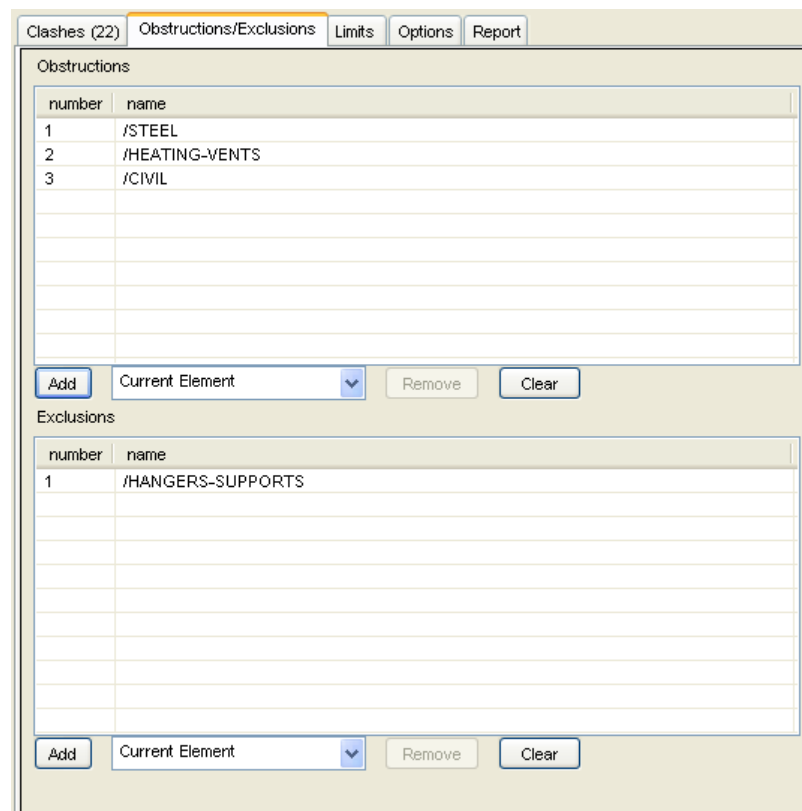 Clashes (22) Obstructions/Exclusions Limits Options Report
Obstructions
number name
1 /STEEL
2 /HEATING-VENTS
3 /CIVIL
Add Current Element Remove Clear
Exclusions
number name
1 /HANGERS-SUPPORTS
Add Current Element Remove Clear